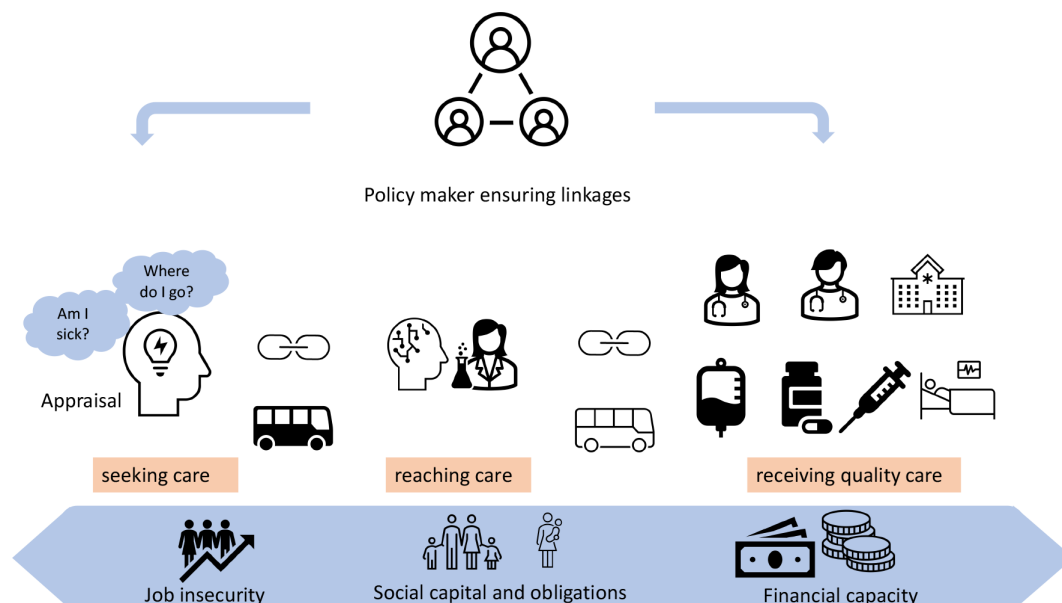 Policy maker ensuring linkages
Where
do I go?
Am I
sick?
Appraisal
seeking care
reaching care
receiving quality care
Job insecurity
Social capital and obligations
Financial capacity